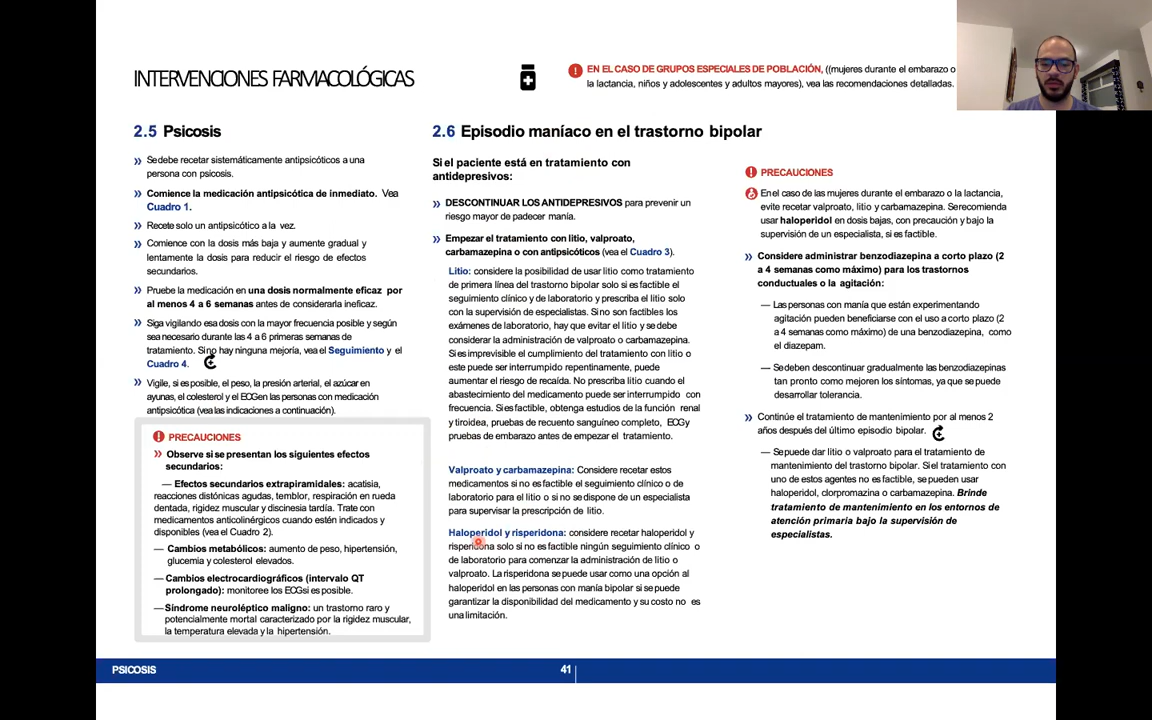 INTERVENCIONES FARMACOLÓGICAS
EN EL CASO DE GRUPOS ESPECIALES DE POBLACIÓN, ((mujeres durante el embarazo o
la lactancia, niños y adolescentes y adultos mayores), vea las recomendaciones detalladas.
2.5 Psicosis
» Se debe recetar sistemáticamente antipsicóticos a una
persona con psicosis.
» Comience la medicación antipsicótica de inmediato. Vea
Cuadro 1.
» Recete solo un antipsicótico a la vez.
» Comience con la dosis más baja y aumente gradual y
lentamente la dosis para reducir el riesgo de efectos
secundarios.
» Pruebe la medicación en una dosis normalmente eficaz por
al menos 4 a 6 semanas antes de considerarla ineficaz.
» Siga vigilando esa dosis con la mayor frecuencia posible y según
sea necesario durante las 4 a 6 primeras semanas de
tratamiento. Si no hay ninguna mejoría, vea el Seguimiento y el
Cuadro 4.
» Vigile, si es posible, el peso, la presión arterial, el azúcar en
ayunas, el colesterol y el ECG en las personas con medicación
antipsicótica (vea las indicaciones a continuación).
PRECAUCIONES
» Observe si se presentan los siguientes efectos
secundarios:
— Efectos secundarios extrapiramidales: acatisia,
reacciones distónicas agudas, temblor, respiración en rueda
dentada, rigidez muscular y discinesia tardía. Trate con
medicamentos anticolinérgicos cuando estén indicados y
disponibles (vea el Cuadro 2).
— Cambios metabólicos: aumento de peso, hipertensión,
glucemia y colesterol elevados.
— Cambios electrocardiográficos (intervalo QT
prolongado): monitoree los ECG si es posible.
— Síndrome neuroléptico maligno: un trastorno raro y
potencialmente mortal caracterizado por la rigidez muscular,
la temperatura elevada y la hipertensión.
2.6 Episodio maníaco en el trastorno bipolar
Si el paciente está en tratamiento con
antidepresivos:
» DESCONTINUAR LOS ANTIDEPRESIVOS para prevenir un
riesgo mayor de padecer manía.
» Empezar el tratamiento con litio, valproato,
carbamazepina o con antipsicóticos (vea el Cuadro 3).
Litio: considere la posibilidad de usar litio como tratamiento
de primera línea del trastorno bipolar solo si es factible el
seguimiento clínico y de laboratorio y prescriba el litio solo
con la supervisión de especialistas. Si no son factibles los
exámenes de laboratorio, hay que evitar el litio y se debe
considerar la administración de valproato o carbamazepina.
Si es imprevisible el cumplimiento del tratamiento con litio o
este puede ser interrumpido repentinamente, puede
aumentar el riesgo de recaída. No prescriba litio cuando el
abastecimiento del medicamento puede ser interrumpido con
frecuencia. Si es factible, obtenga estudios de la función renal
y tiroidea, pruebas de recuento sanguíneo completo, ECG y
pruebas de embarazo antes de empezar el tratamiento.
Valproato y carbamazepina: Considere recetar estos
medicamentos si no es factible el seguimiento clínico o de
laboratorio para el litio o si no se dispone de un especialista
para supervisar la prescripción de litio.
Haloperidol y risperidona: considere recetar haloperidol y
risperidona solo si no es factible ningún seguimiento clínico o
de laboratorio para comenzar la administración de litio o
valproato. La risperidona se puede usar como una opción al
haloperidol en las personas con manía bipolar si se puede
garantizar la disponibilidad del medicamento y su costo no es
una limitación.
PRECAUCIONES
En el caso de las mujeres durante el embarazo o la lactancia,
evite recetar valproato, litio y carbamazepina. Se recomienda
usar haloperidol en dosis bajas, con precaución y bajo la
supervisión de un especialista, si es factible.
» Considere administrar benzodiazepina a corto plazo (2
a 4 semanas como máximo) para los trastornos
conductuales o la agitación:
— Las personas con manía que están experimentando
agitación pueden beneficiarse con el uso a corto plazo (2
a 4 semanas como máximo) de una benzodiazepina, como
el diazepam.
— Se deben descontinuar gradualmente las benzodiazepinas
tan pronto como mejoren los síntomas, ya que se puede
desarrollar tolerancia.
» Continúe el tratamiento de mantenimiento por al menos 2
años después del último episodio bipolar.
— Se puede dar litio o valproato para el tratamiento de
mantenimiento del trastorno bipolar. Si el tratamiento con
uno de estos agentes no es factible, se pueden usar
haloperidol, clorpromazina o carbamazepina. Brinde
tratamiento de mantenimiento en los entornos de
atención primaria bajo la supervisión de
especialistas.
PSICOSIS
41